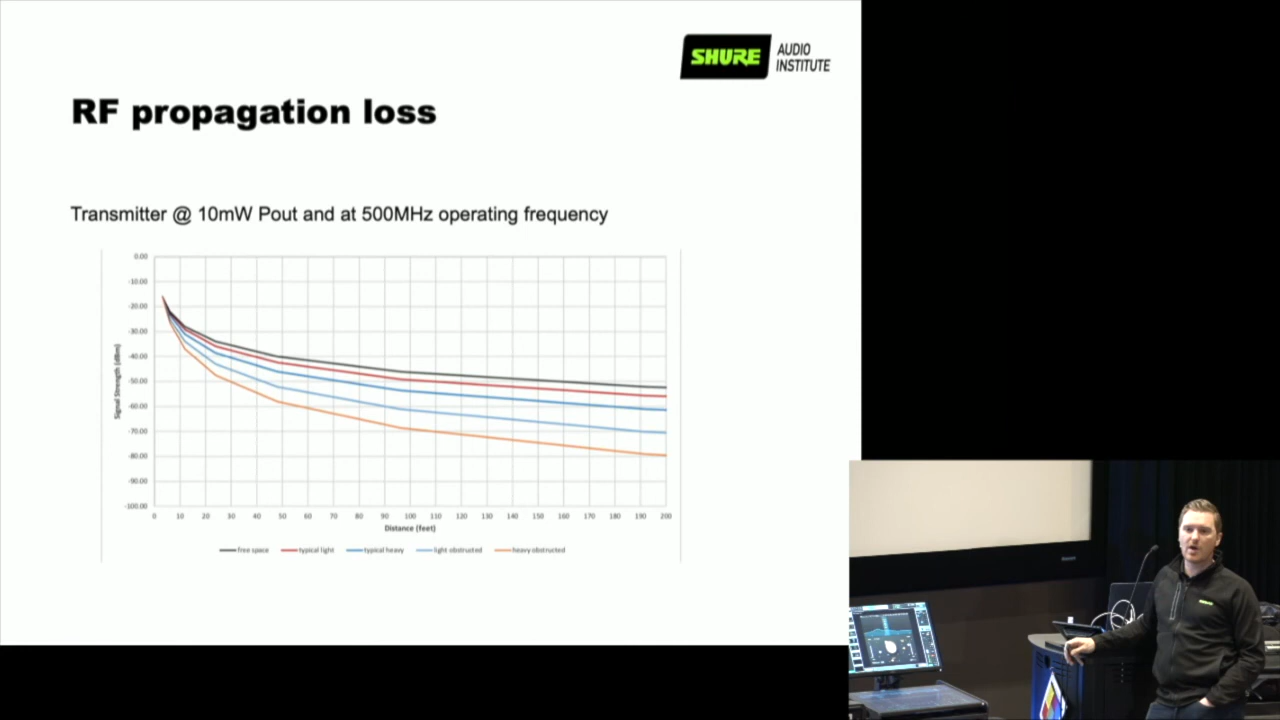 SHURE AUDIO
INSTITUTE
RF propagation loss
Transmitter @ 10mW Pout and at 500MHz operating frequency
0.00
-10.00
-20.00
-30.00
-40.00
-50.00
-60.00
-70.00
-80.00
-90.00
-100.00
Signal Strength (dBm)
0 10 20 30 40 50 60 70 80 90 100 110 120 130 140 150 160 170 180 190 200
Distance (feet)
free space typical light typical heavy light obstructed heavy obstructed
SHURE